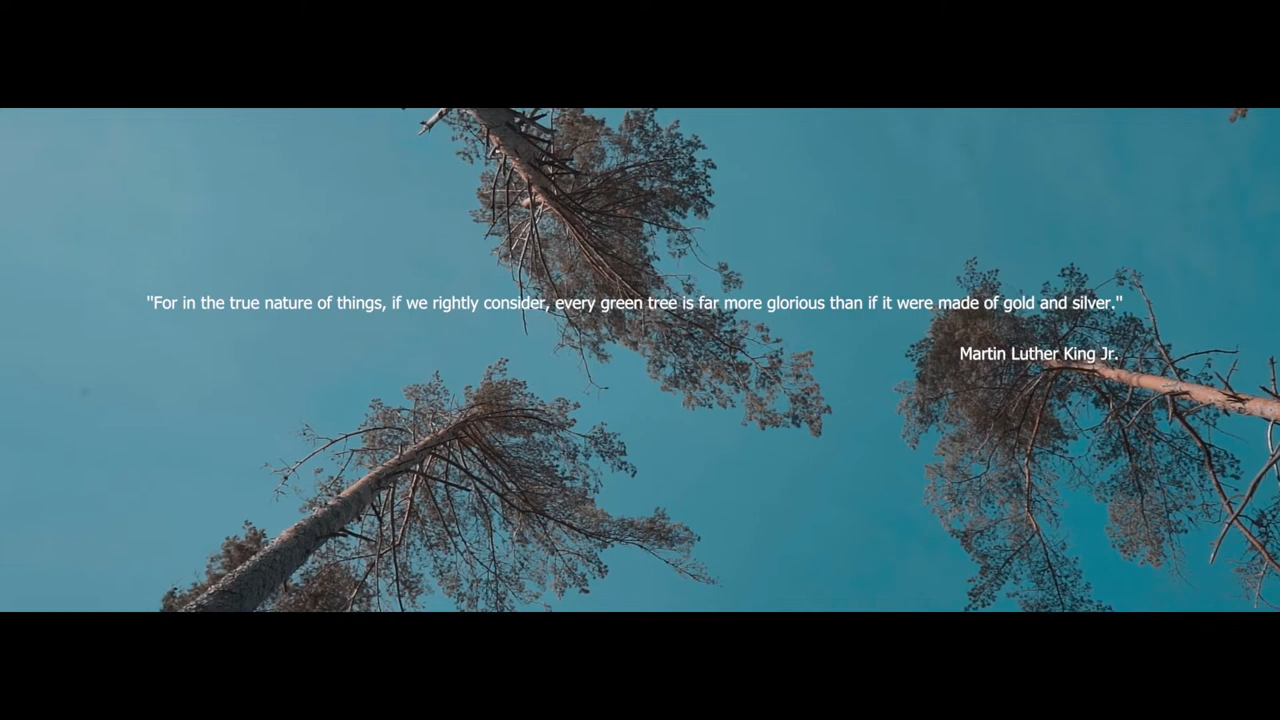 "For in the true nature of things, if we rightly consider, every green tree is far more glorious than if it were made of gold and silver."
Martin Luther King Jr.